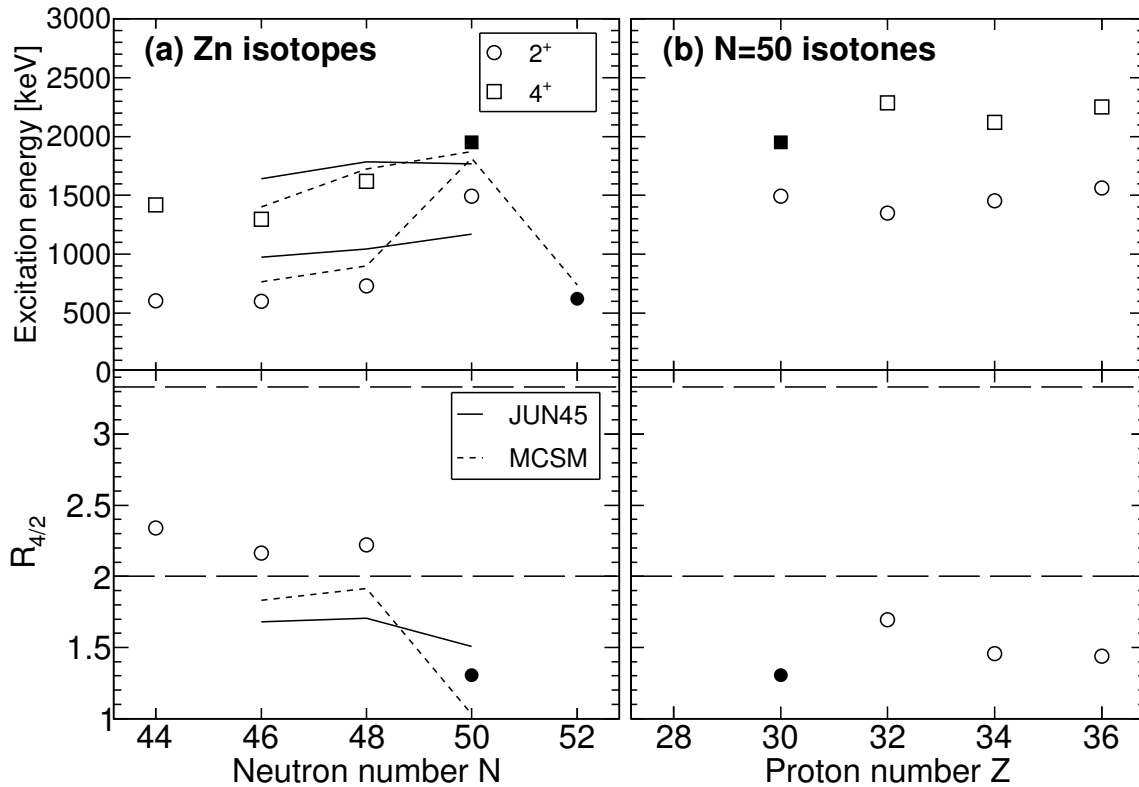 (a) Zn isotopes
2+
4+
Excitation energy [keV]
3000
2500
2000
1500
1000
500
0
(b) N=50 isotones
JUN45
MCSM
R4/2
3
2.5
2
1.5
1
44 46 48 50 52
Neutron number N
28 30 32 34 36
Proton number Z